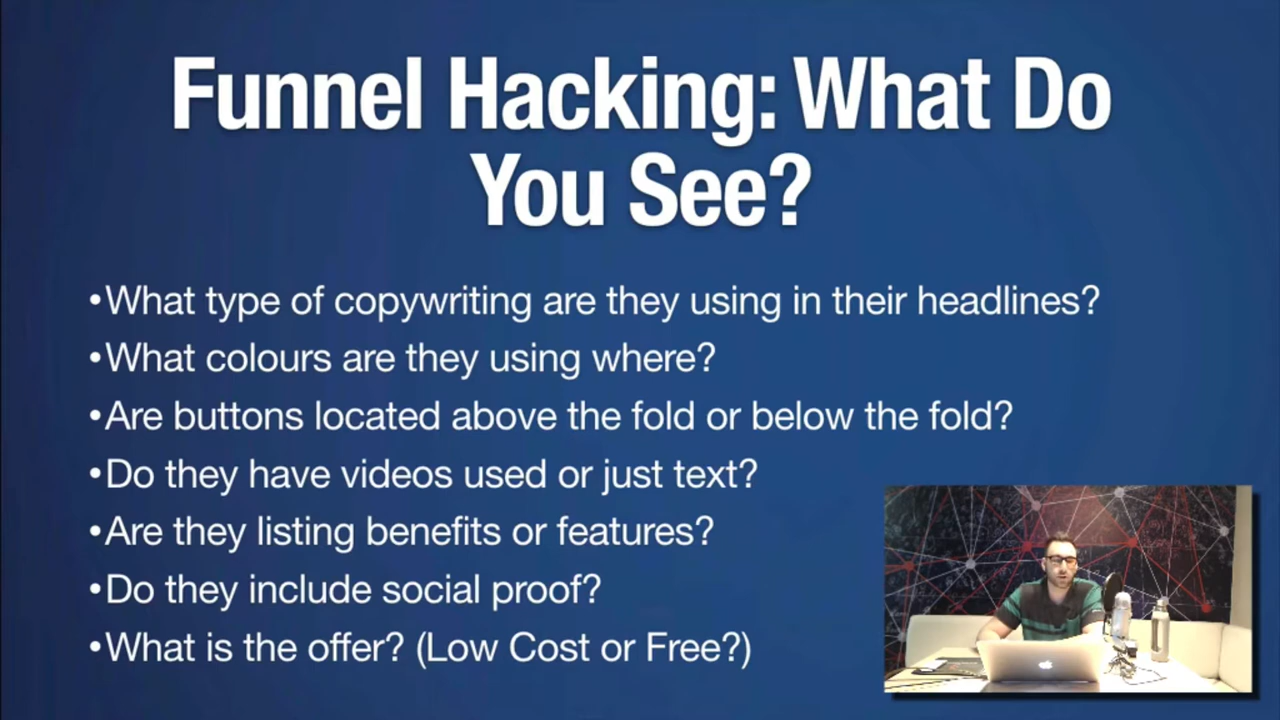 Funnel Hacking: What Do
You See?
•What type of copywriting are they using in their headlines?
•What colours are they using where?
•Are buttons located above the fold or below the fold?
•Do they have videos used or just text?
•Are they listing benefits or features?
•Do they include social proof?
•What is the offer? (Low Cost or Free?)